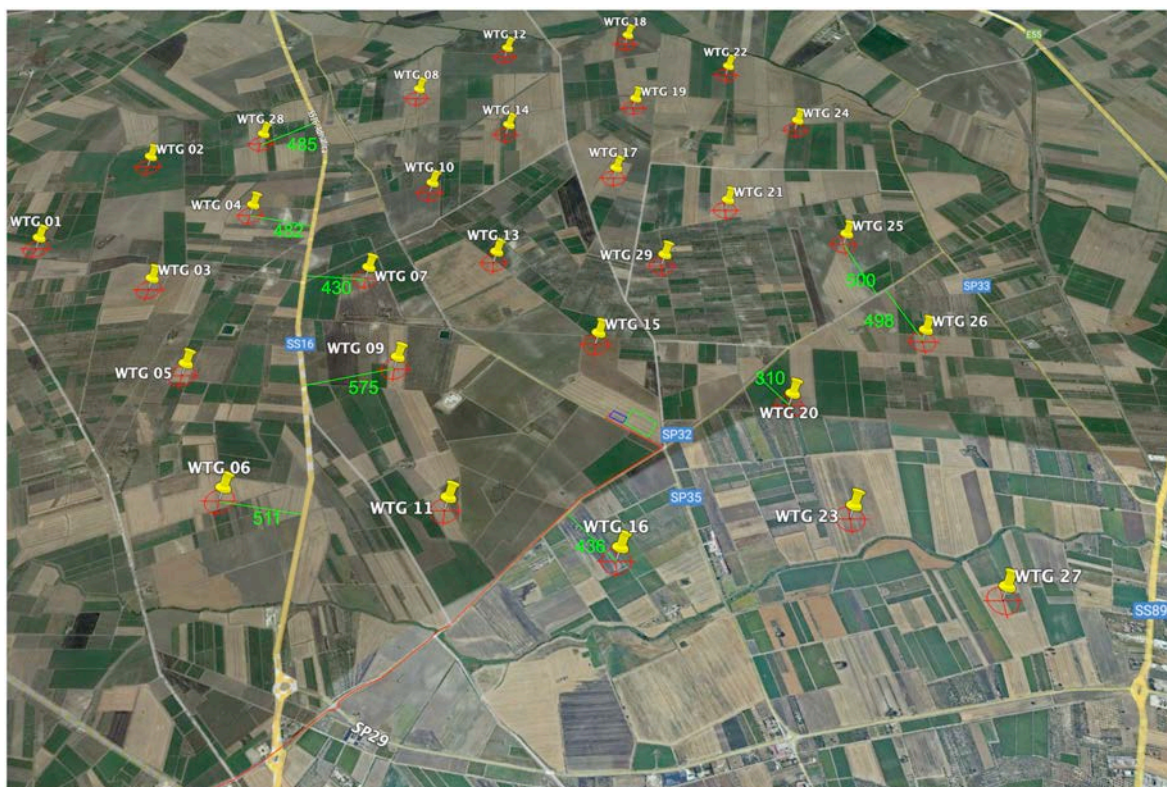 WTG 18
E55
WTG 12
WTG 22
WTG 08
WTG 19
WTG 14
WTG 24
WTG 28
485
WTG 02
WTG 17
WTG 10
WTG 21
WTG 04
482
WTG 01
WTG 25
WTG 13
WTG 29
WTG 03
WTG 07
430
500
SP33
498
WTG 26
WTG 15
SS16
WTG 09
WTG 05
575
310
WTG 20
SP32
WTG 06
SP35
WTG 11
511
WTG 16
436
WTG 23
WTG 27
SS89
SP29